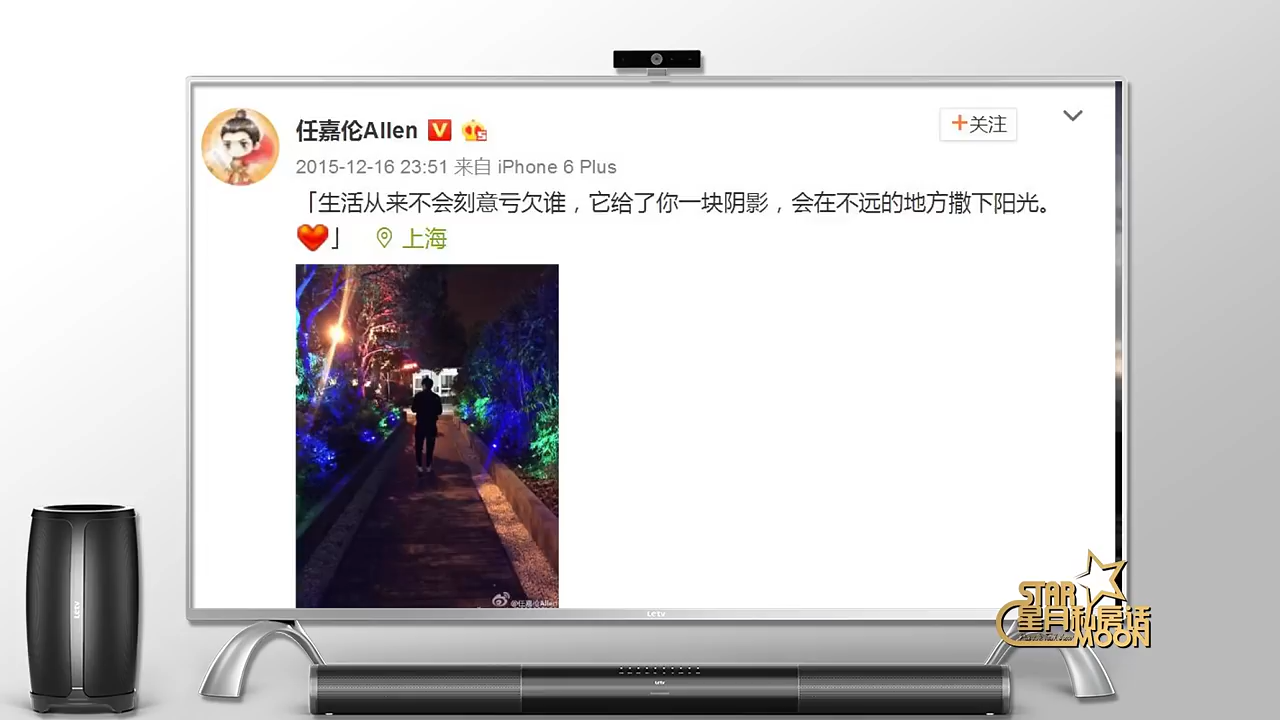 任嘉伦Allen
+关注
2015-12-16 23:51 来自 iPhone 6 Plus
「生活从来不会刻意亏欠谁，它给了你一块阴影，会在不远的地方撒下阳光。
」 上海
@任嘉伦Allen
Letv
Letv
Letv
STAR
星月私房话
MOON